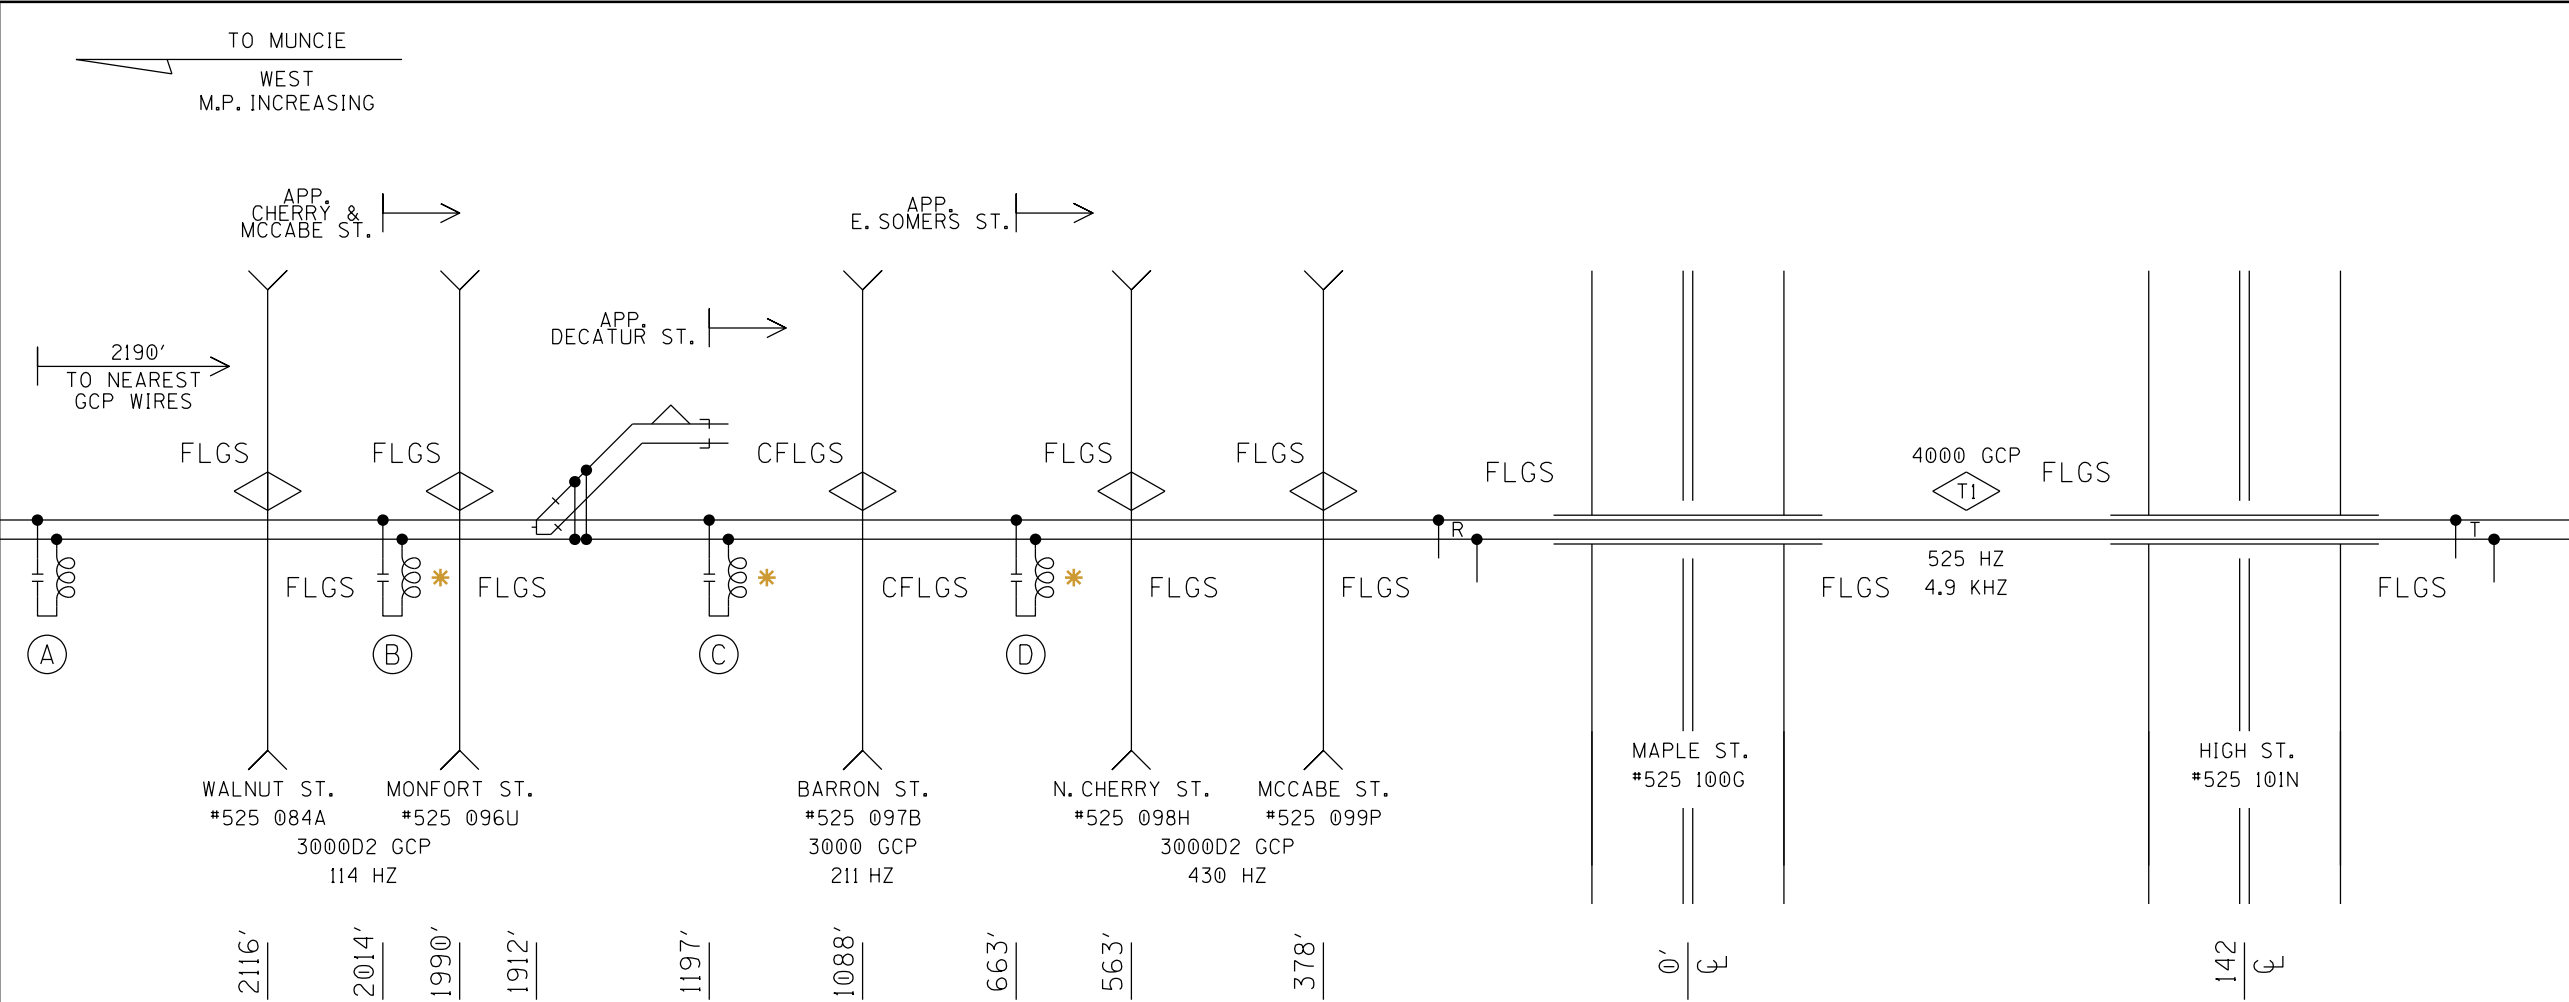 TO MUNCIE
WEST
M.P. INCREASING
APP.
CHERRY &
MCCABE ST.
APP.
E. SOMERS ST.
APP.
DECATUR ST.
2190'
TO NEAREST
GCP WIRES
FLGS FLGS CFLGS FLGS FLGS FLGS 4000 GCP FLGS
T1
R T
FLGS FLGS CFLGS FLGS FLGS FLGS 525 HZ FLGS
4.9 KHZ
A B C D
WALNUT ST. MONFORT ST. BARRON ST. N. CHERRY ST. MCCABE ST. MAPLE ST. HIGH ST.
#525 084A #525 096U #525 097B #525 098H #525 099P #525 100G #525 101N
3000D2 GCP 3000 GCP 3000D2 GCP
114 HZ 211 HZ 430 HZ
2116' 2014' 1990' 1912' 1197' 1088' 663' 563' 378' 0' ℄ 142 ℄